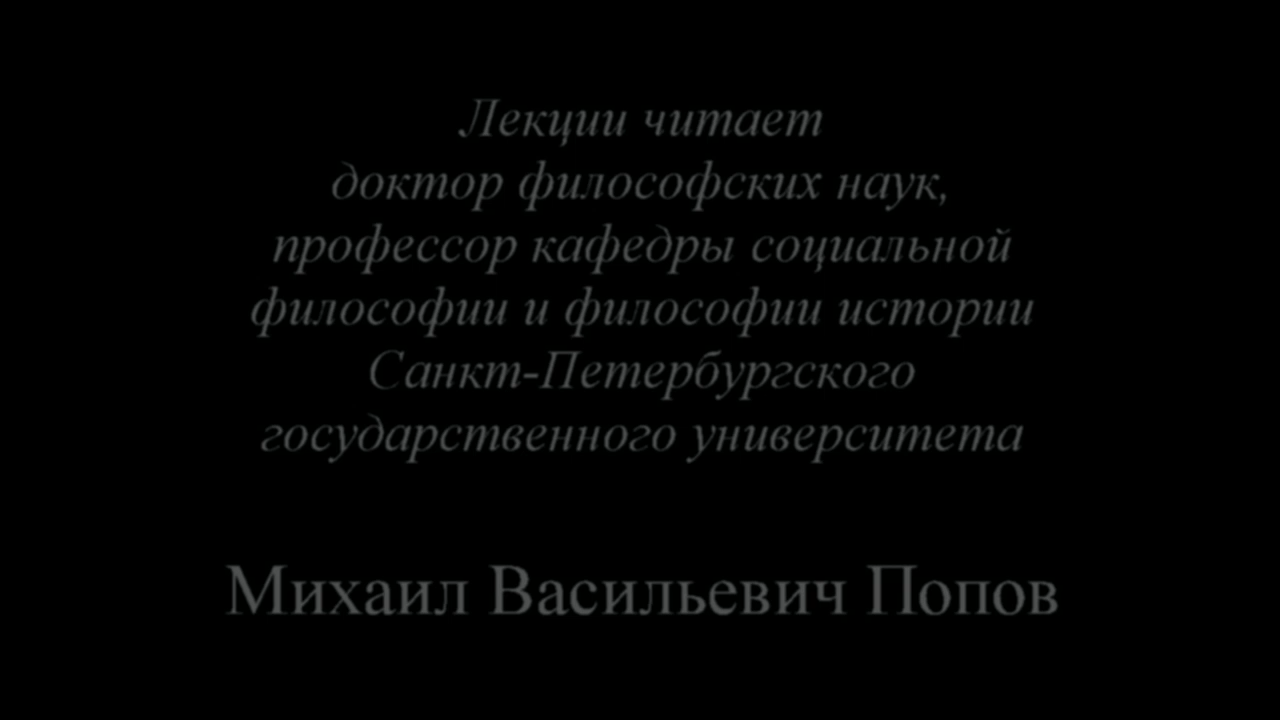 Лекции читает
доктор философских наук,
профессор кафедры социальной
философии и философии истории
Санкт-Петербургского
государственного университета
Михаил Васильевич Попов